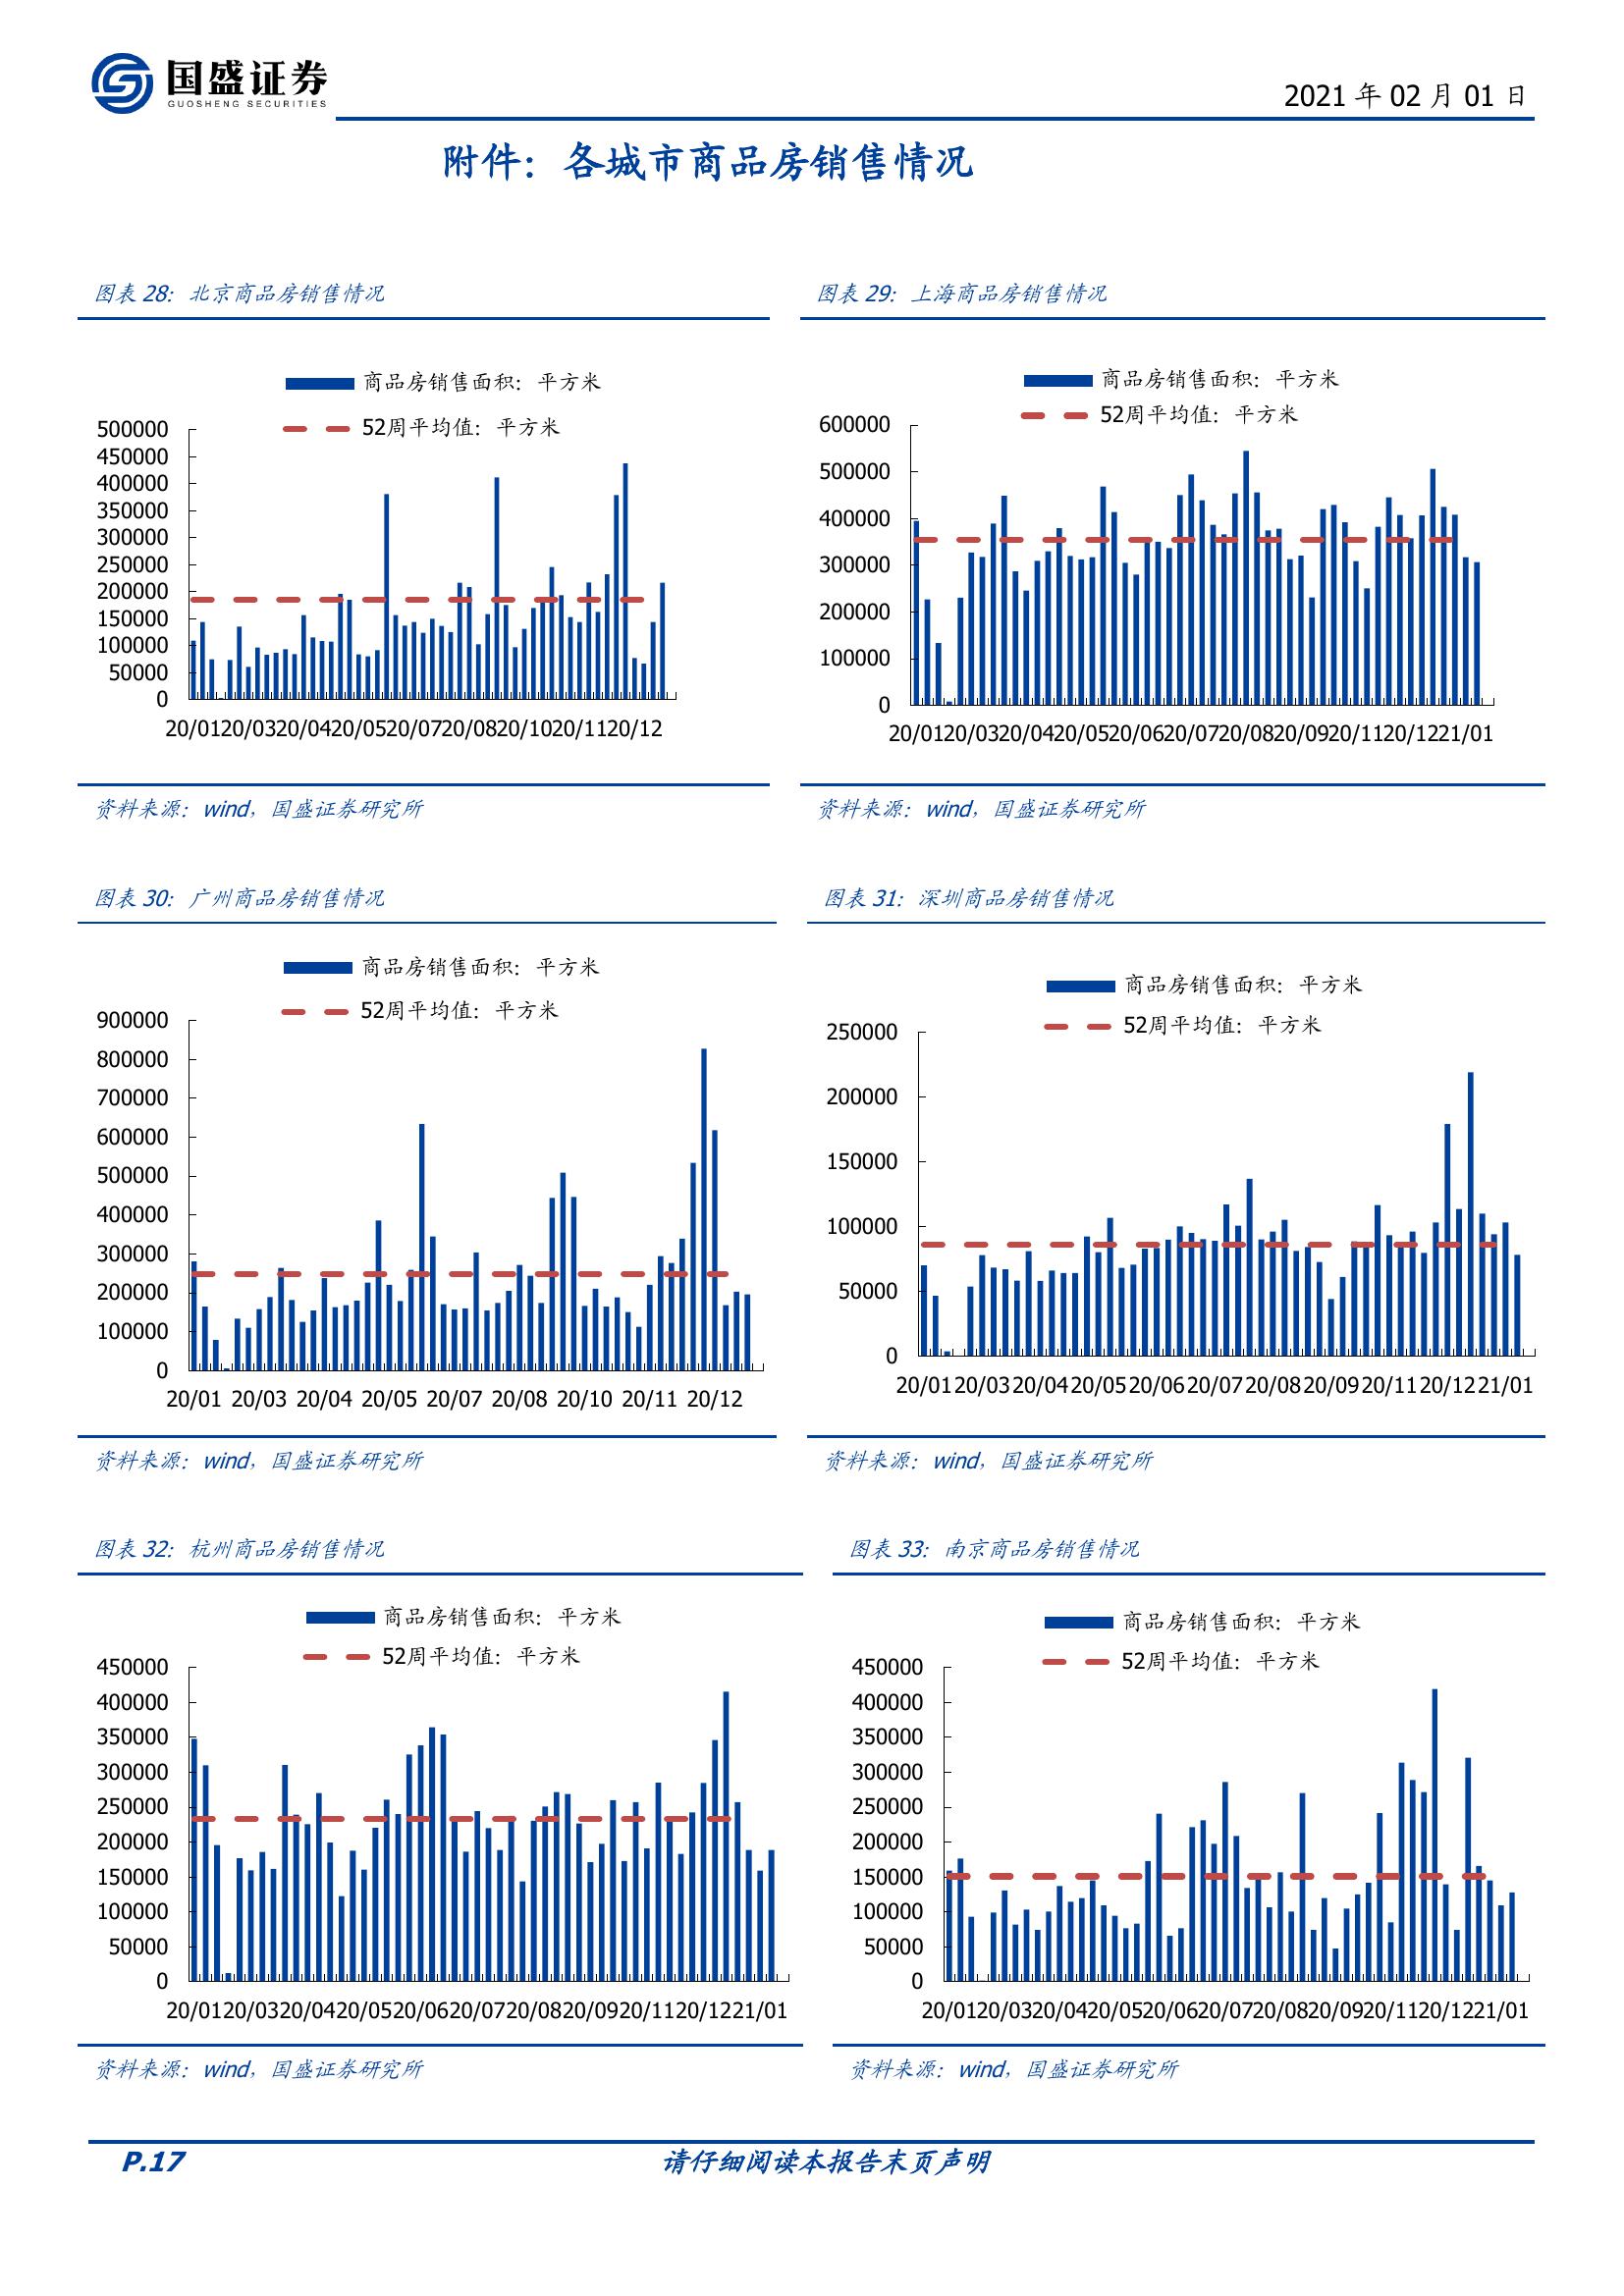 国盛证券
GUOSHENG SECURITIES
2021 年 02 月 01 日
附件：各城市商品房销售情况
图表 28：北京商品房销售情况
商品房销售面积：平方米
52周平均值：平方米
500000
450000
400000
350000
300000
250000
200000
150000
100000
50000
0
20/0120/0320/0420/0520/0720/0820/1020/1120/12
资料来源：wind，国盛证券研究所
图表 29：上海商品房销售情况
商品房销售面积：平方米
52周平均值：平方米
600000
500000
400000
300000
200000
100000
0
20/0120/0320/0420/0520/0620/0720/0820/0920/1120/1221/01
资料来源：wind，国盛证券研究所
图表 30：广州商品房销售情况
商品房销售面积：平方米
52周平均值：平方米
900000
800000
700000
600000
500000
400000
300000
200000
100000
0
20/01 20/03 20/04 20/05 20/07 20/08 20/10 20/11 20/12
资料来源：wind，国盛证券研究所
图表 31：深圳商品房销售情况
商品房销售面积：平方米
52周平均值：平方米
250000
200000
150000
100000
50000
0
20/0120/0320/0420/0520/0620/0720/0820/0920/1120/1221/01
资料来源：wind，国盛证券研究所
图表 32：杭州商品房销售情况
商品房销售面积：平方米
52周平均值：平方米
450000
400000
350000
300000
250000
200000
150000
100000
50000
0
20/0120/0320/0420/0520/0620/0720/0820/0920/1120/1221/01
资料来源：wind，国盛证券研究所
图表 33：南京商品房销售情况
商品房销售面积：平方米
52周平均值：平方米
450000
400000
350000
300000
250000
200000
150000
100000
50000
0
20/0120/0320/0420/0520/0620/0720/0820/0920/1120/1221/01
资料来源：wind，国盛证券研究所
P.17
请仔细阅读本报告末页声明